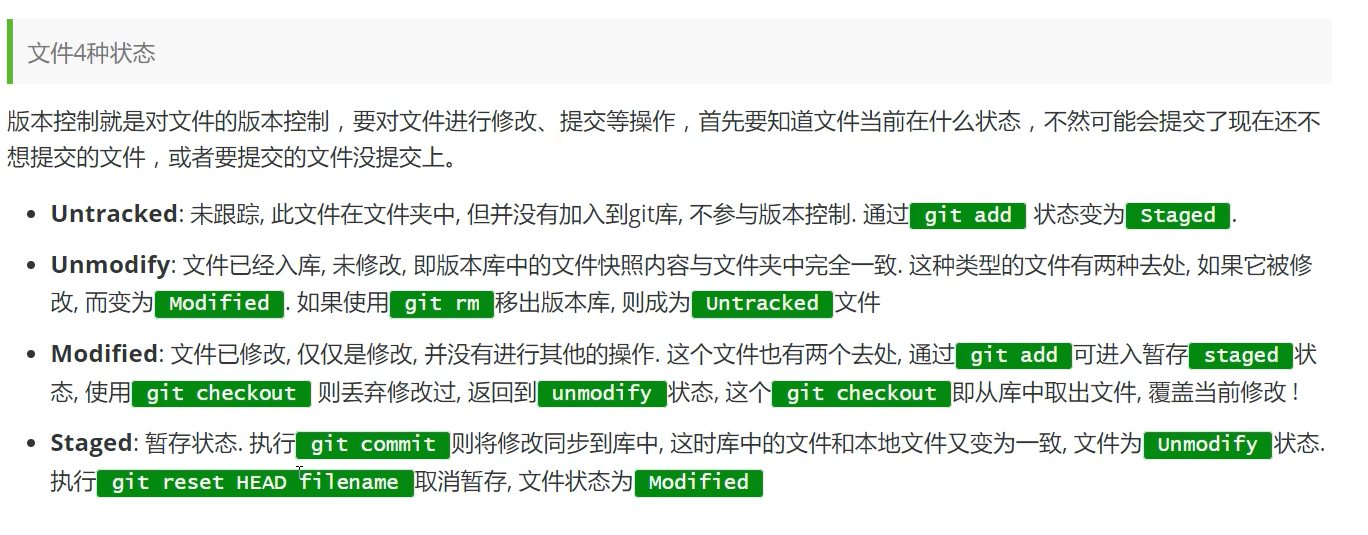 文件4种状态
版本控制就是对文件的版本控制，要对文件进行修改、提交等操作，首先要知道文件当前在什么状态，不然可能会提交了现在还不
想提交的文件，或者要提交的文件没提交上。
Untracked: 未跟踪, 此文件在文件夹中, 但并没有加入到git库, 不参与版本控制. 通过 git add 状态变为 Staged .
Unmodify: 文件已经入库, 未修改, 即版本库中的文件快照内容与文件夹中完全一致. 这种类型的文件有两种去处, 如果它被修
改, 而变为 Modified . 如果使用 git rm 移出版本库, 则成为 Untracked 文件
Modified: 文件已修改, 仅仅是修改, 并没有进行其他的操作. 这个文件也有两个去处, 通过 git add 可进入暂存 staged 状
态, 使用 git checkout 则丢弃修改过, 返回到 unmodify 状态, 这个 git checkout 即从库中取出文件, 覆盖当前修改 !
Staged: 暂存状态. 执行 git commit 则将修改同步到库中, 这时库中的文件和本地文件又变为一致, 文件为 Unmodify 状态.
执行 git reset HEAD filename 取消暂存, 文件状态为 Modified